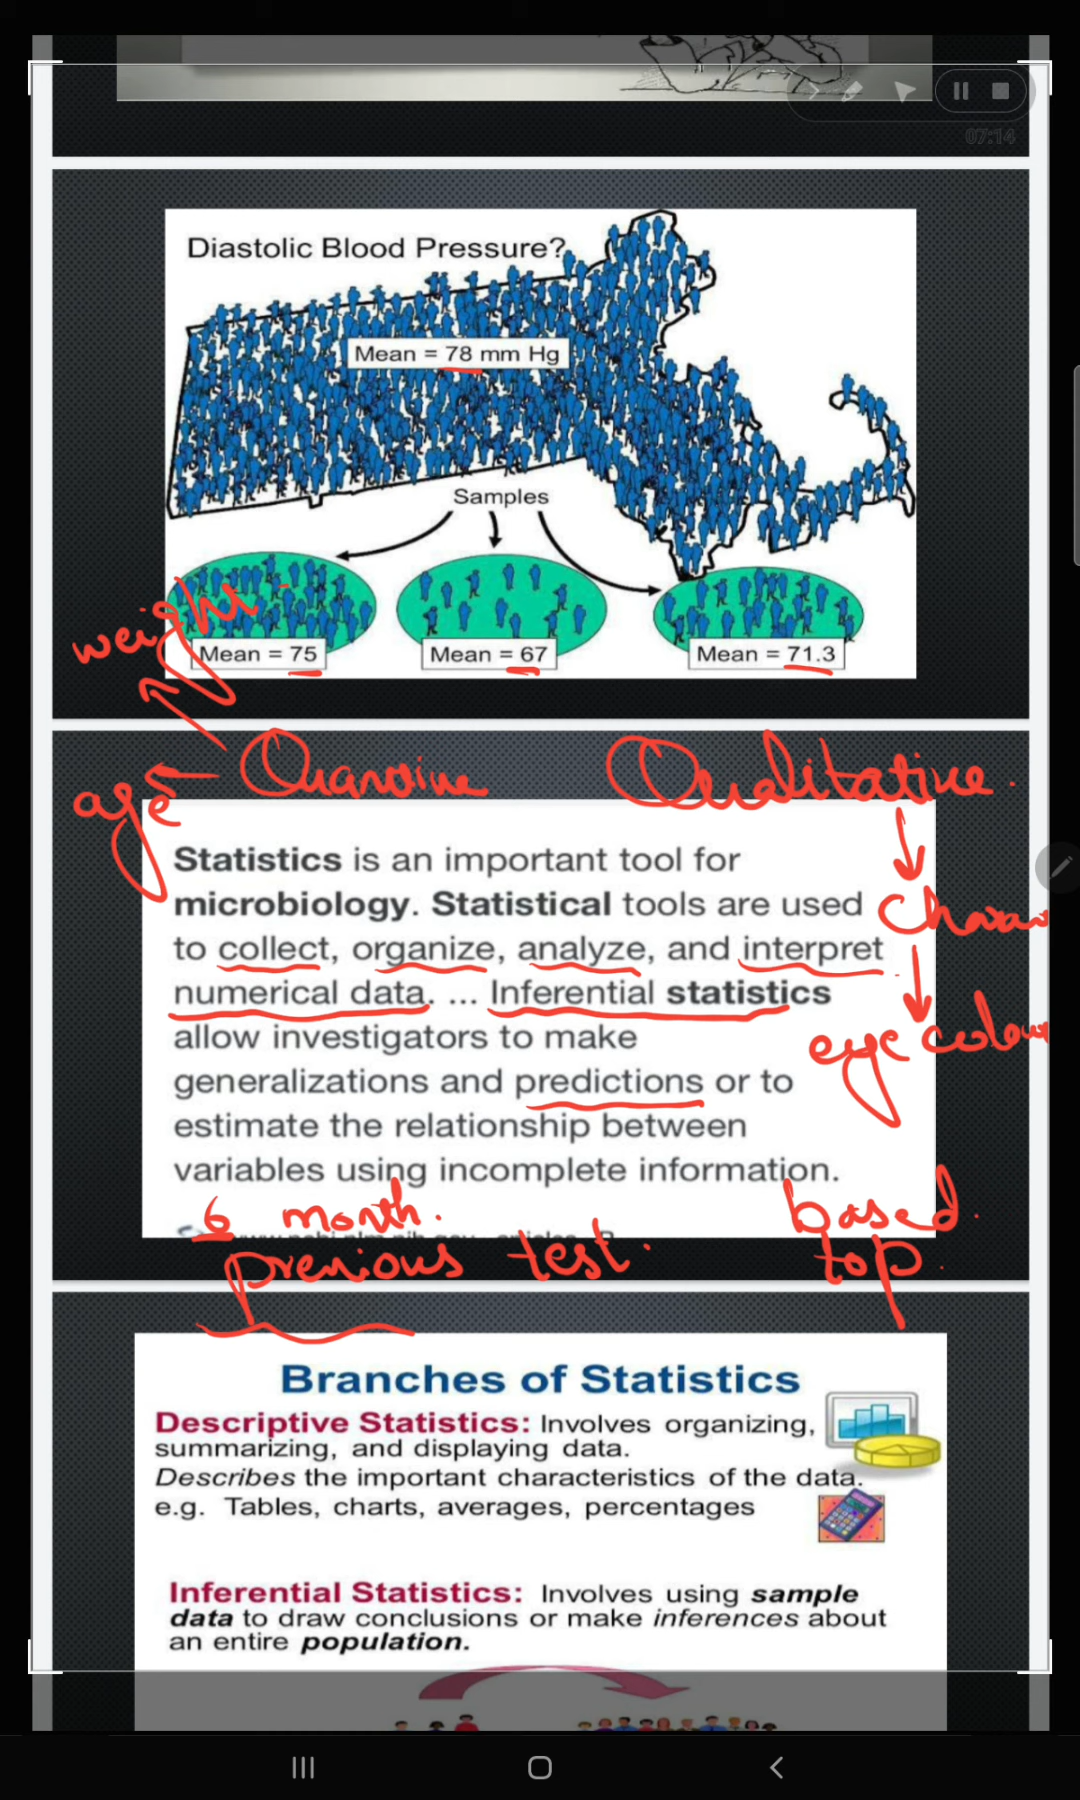 07:14
Diastolic Blood Pressure?
Mean = 78 mm Hg
Samples
weight
Mean = 75
Mean = 67
Mean = 71.3
age
Qualitative.
Statistics is an important tool for
microbiology. Statistical tools are used
to collect, organize, analyze, and interpret
numerical data. ... Inferential statistics
allow investigators to make
generalizations and predictions or to
estimate the relationship between
variables using incomplete information.
eye colou
6 month.
previous test.
based.
top.
Branches of Statistics
Descriptive Statistics: Involves organizing,
summarizing, and displaying data.
Describes the important characteristics of the data.
e.g. Tables, charts, averages, percentages
Inferential Statistics: Involves using sample
data to draw conclusions or make inferences about
an entire population.